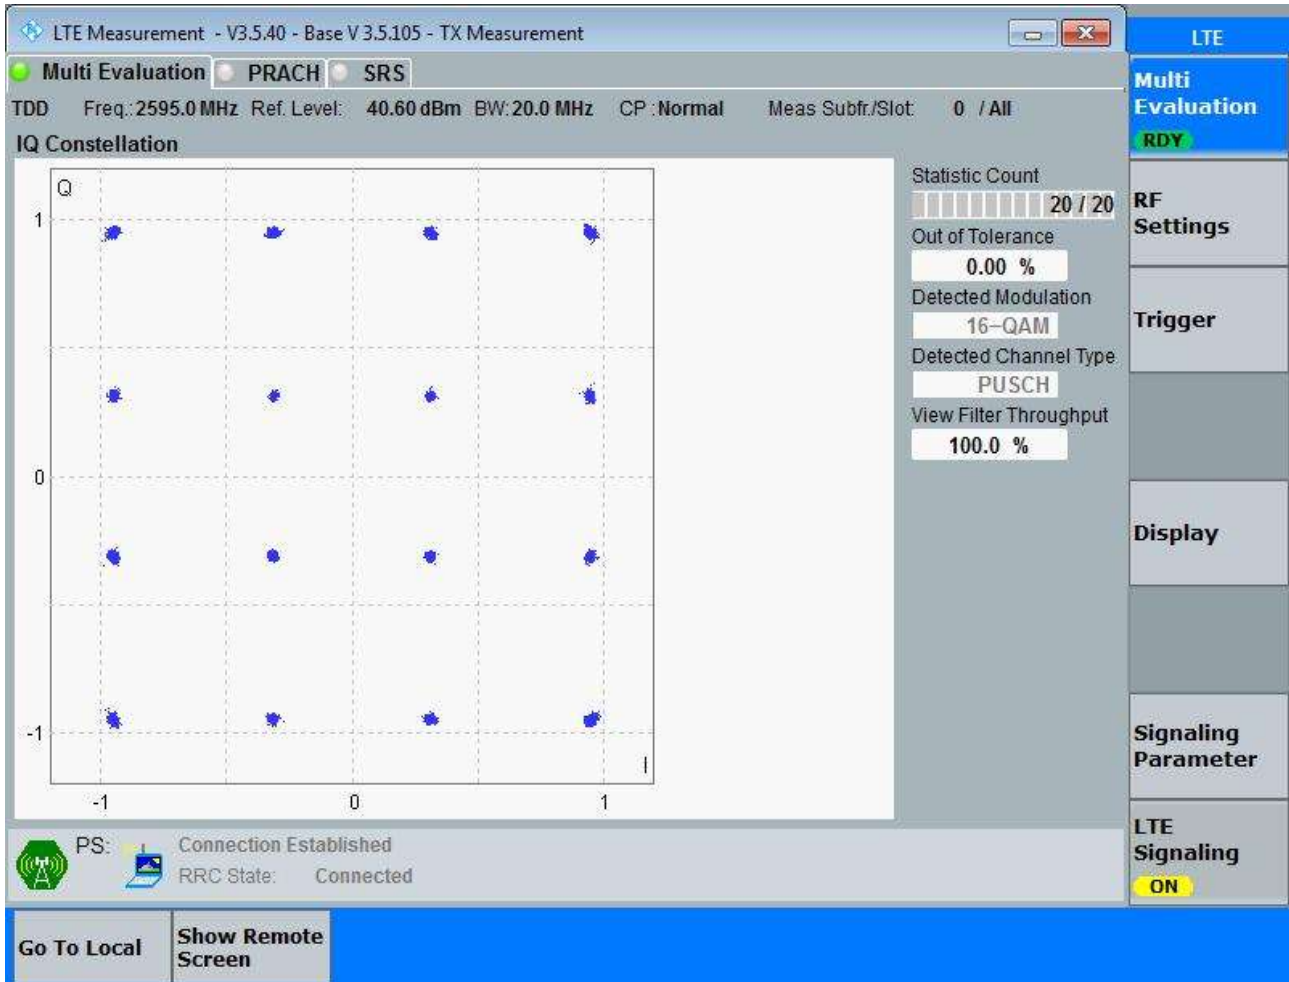 LTE Measurement - V3.5.40 - Base V 3.5.105 - TX Measurement
LTE
Multi Evaluation PRACH SRS
TDD Freq.: 2595.0 MHz Ref. Level: 40.60 dBm BW: 20.0 MHz CP : Normal Meas Subfr./Slot: 0 / All
IQ Constellation
Q
1
0
-1
-1 0 1
I
Statistic Count
20 / 20
Out of Tolerance
0.00 %
Detected Modulation
16-QAM
Detected Channel Type
PUSCH
View Filter Throughput
100.0 %
PS: Connection Established
RRC State: Connected
Multi
Evaluation
RDY
RF
Settings
Trigger
Display
Signaling
Parameter
LTE
Signaling
ON
Go To Local
Show Remote
Screen